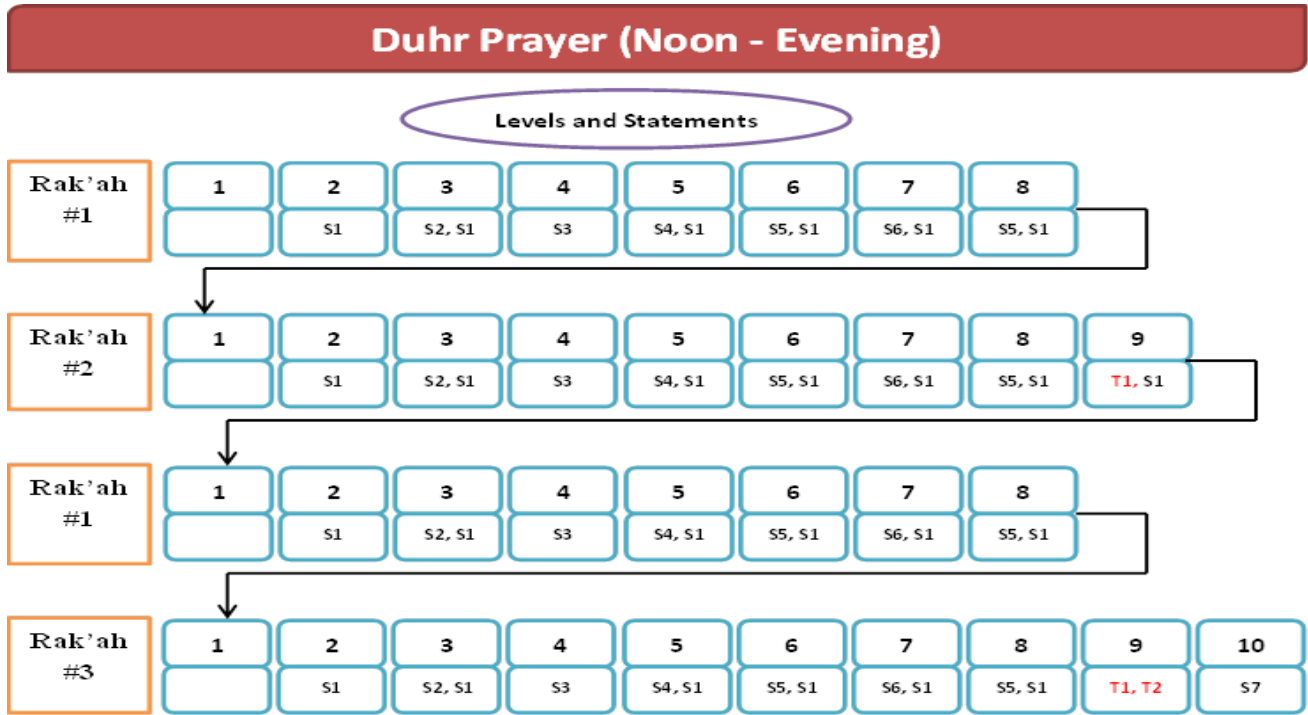 Duhr Prayer (Noon - Evening)
Levels and Statements
Rak’ah
#1
1 2 3 4 5 6 7 8
S1 S2, S1 S3 S4, S1 S5, S1 S6, S1 S5, S1
Rak’ah
#2
1 2 3 4 5 6 7 8 9
S1 S2, S1 S3 S4, S1 S5, S1 S6, S1 S5, S1 T1, S1
Rak’ah
#1
1 2 3 4 5 6 7 8
S1 S2, S1 S3 S4, S1 S5, S1 S6, S1 S5, S1
Rak’ah
#3
1 2 3 4 5 6 7 8 9 10
S1 S2, S1 S3 S4, S1 S5, S1 S6, S1 S5, S1 T1, T2 S7